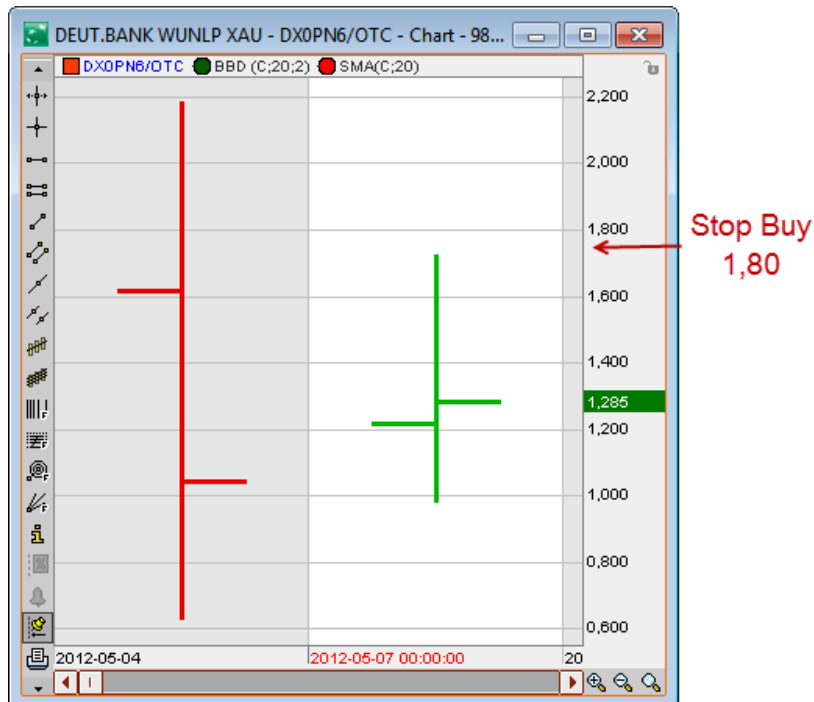 DEUT.BANK WUNLP XAU - DX0PN6/OTC - Chart - 98...
DX0PN6/OTC BBD (C;20;2) SMA(C;20)
2,200
2,000
1,800
Stop Buy
1,80
1,600
1,400
1,285
1,200
1,000
0,800
0,600
2012-05-04 2012-05-07 00:00:00 20